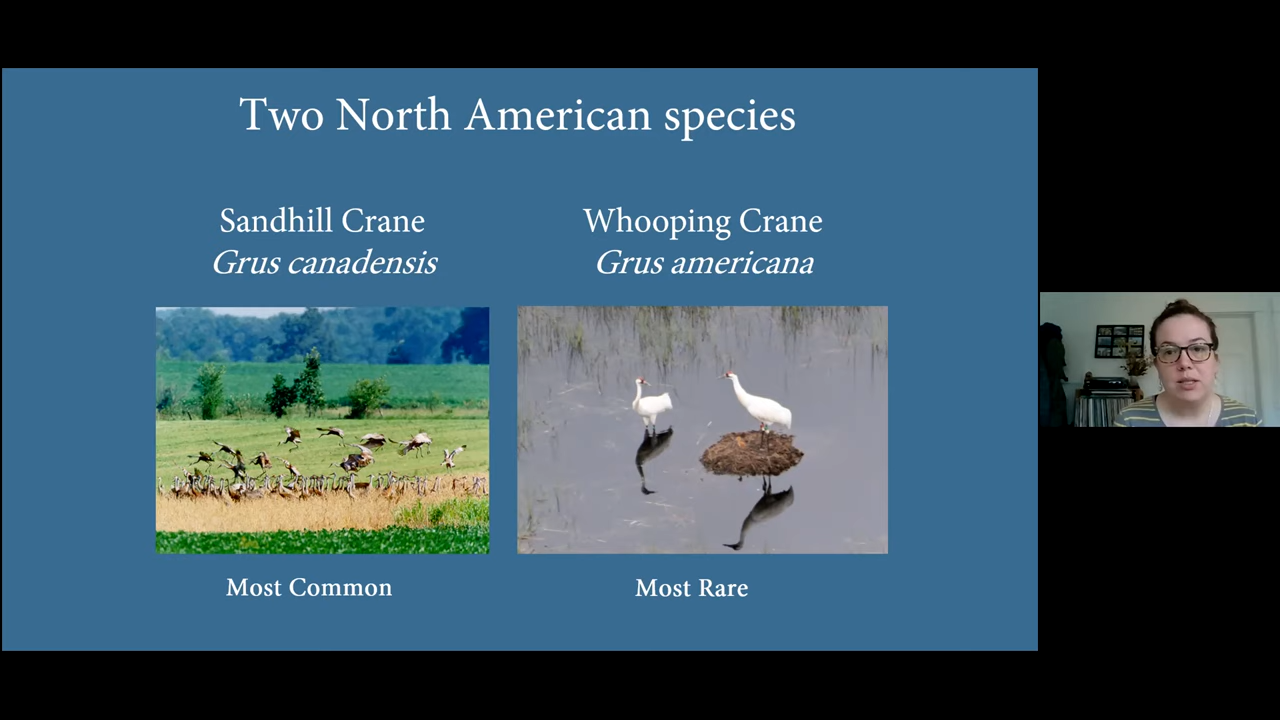 Two North American species
Sandhill Crane
Grus canadensis
Whooping Crane
Grus americana
Most Common
Most Rare